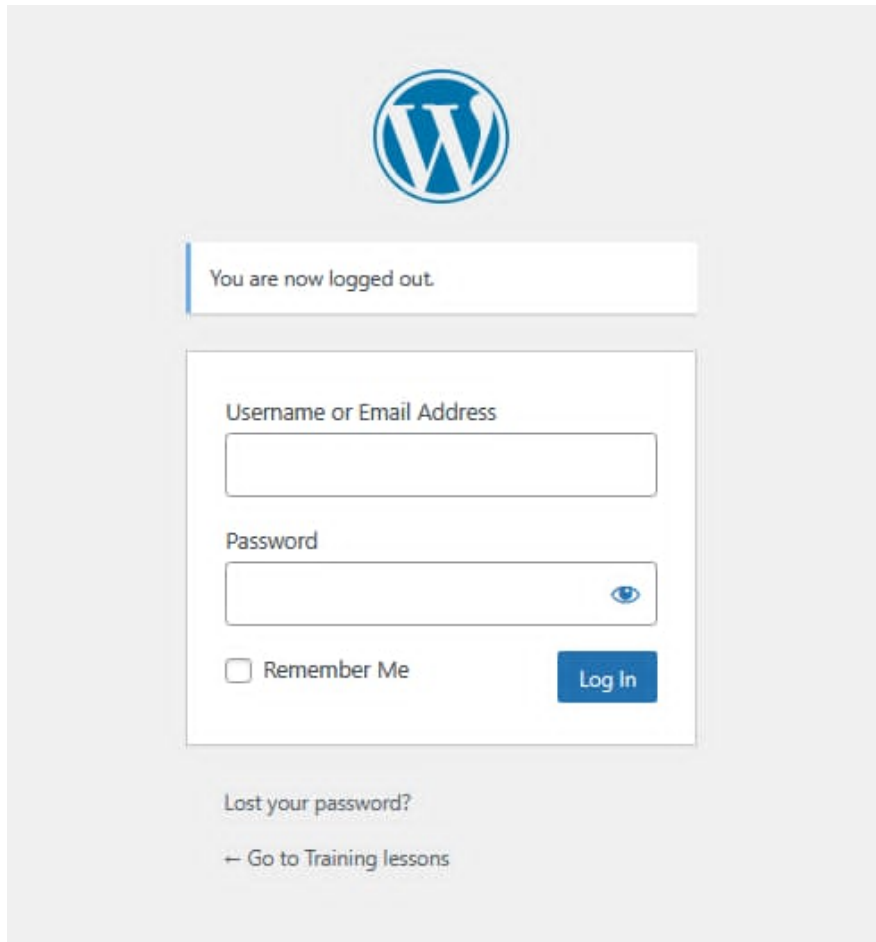 W
You are now logged out.
Username or Email Address
Password
Remember Me
Log In
Lost your password?
← Go to Training lessons